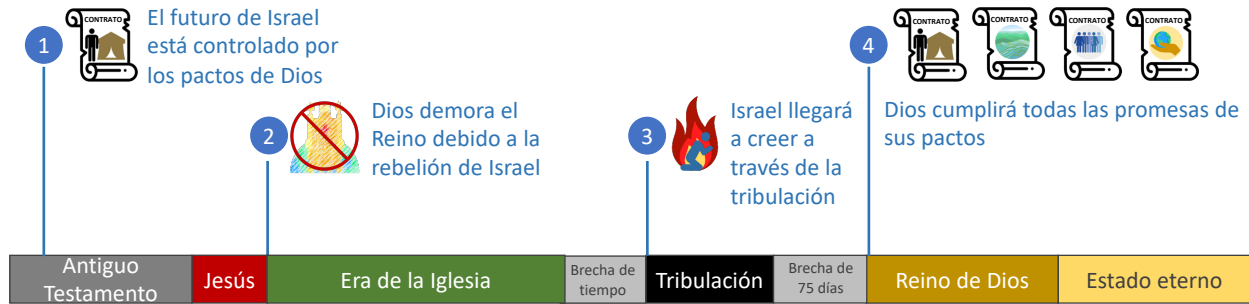 1
CONTRATO
El futuro de Israel
está controlado por
los pactos de Dios
2
Dios demora el
Reino debido a la
rebelión de Israel
3
Israel llegará
a creer a
través de la
tribulación
4
CONTRATO
CONTRATO
CONTRATO
CONTRATO
Dios cumplirá todas las promesas de
sus pactos
Antiguo
Testamento
Jesús
Era de la Iglesia
Brecha de
tiempo
Tribulación
Brecha de
75 días
Reino de Dios
Estado eterno